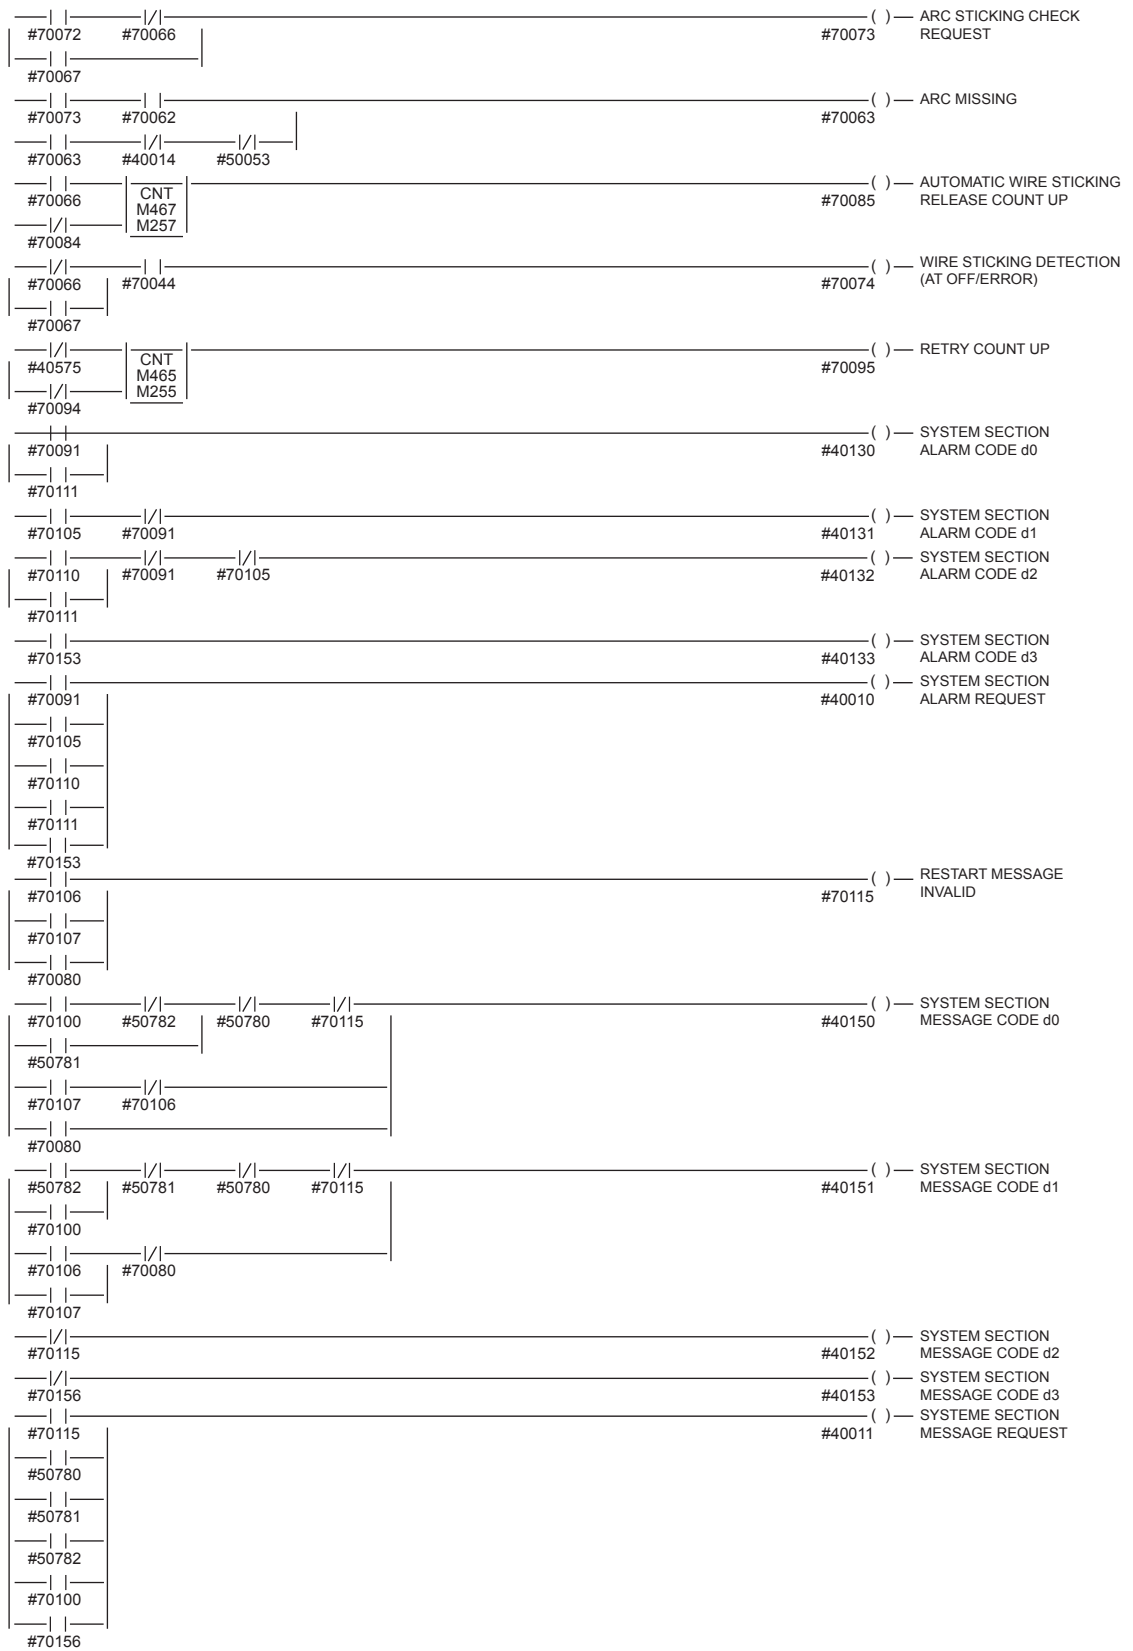 ARC STICKING CHECK
#70072 #70066 #70073 REQUEST
#70067
ARC MISSING
#70073 #70062 #70063
#70063 #40014 #50053
AUTOMATIC WIRE STICKING
#70066 CNT #70085 RELEASE COUNT UP
M467
M257
#70084
WIRE STICKING DETECTION
#70066 #70044 #70074 (AT OFF/ERROR)
#70067
RETRY COUNT UP
#40575 CNT #70095
M465
M255
#70094
SYSTEM SECTION
#70091 #40130 ALARM CODE d0
#70111
SYSTEM SECTION
#70105 #70091 #40131 ALARM CODE d1
SYSTEM SECTION
#70110 #70091 #70105 #40132 ALARM CODE d2
#70111
SYSTEM SECTION
#70153 #40133 ALARM CODE d3
SYSTEM SECTION
#70091 #40010 ALARM REQUEST
#70105
#70110
#70111
#70153
RESTART MESSAGE
#70106 #70115 INVALID
#70107
#70080
SYSTEM SECTION
#70100 #50782 #50780 #70115 #40150 MESSAGE CODE d0
#50781
#70107 #70106
#70080
SYSTEM SECTION
#50782 #50781 #50780 #70115 #40151 MESSAGE CODE d1
#70100
#70106 #70080
#70107
SYSTEM SECTION
#70115 #40152 MESSAGE CODE d2
SYSTEM SECTION
#70156 #40153 MESSAGE CODE d3
SYSTEME SECTION
#70115 #40011 MESSAGE REQUEST
#50780
#50781
#50782
#70100
#70156